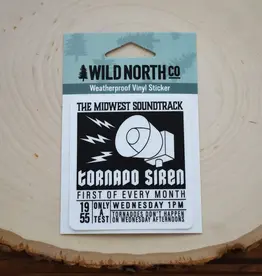 WILD NORTH CO
Weatherproof Vinyl Sticker
THE MIDWEST SOUNDTRACK
TORNADO SIREN
FIRST OF EVERY MONTH
19 55
ONLY A TEST
WEDNESDAY 1PM
TORNADOES DON'T HAPPEN
ON WEDNESDAY AFTERNOONS